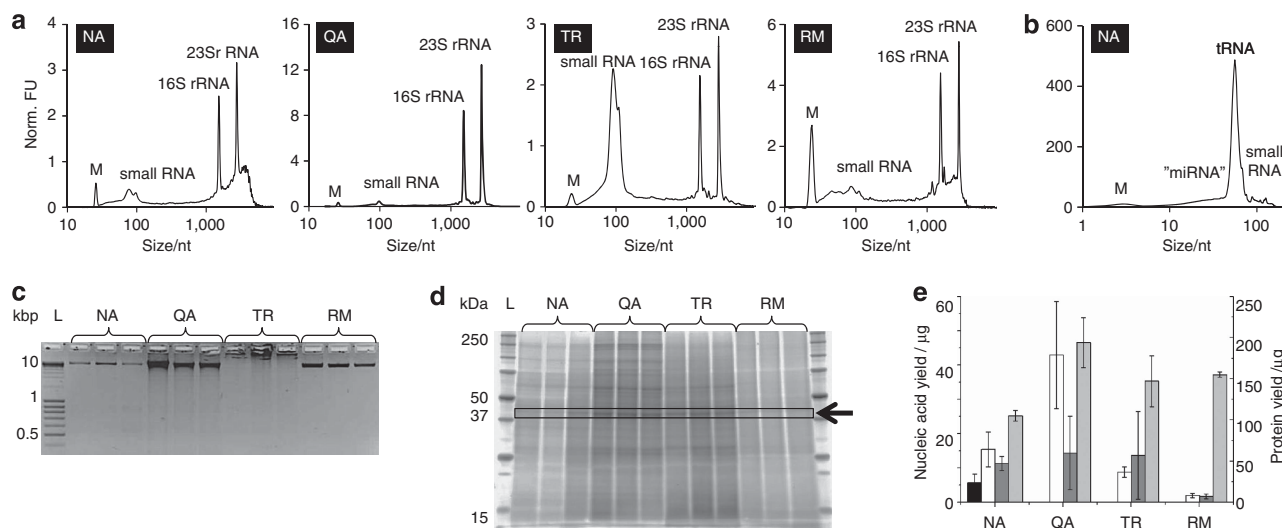 a
NA
QA
TR
RM
b
NA
Norm. FU
4
3
2
1
0
23Sr RNA
16S rRNA
M
small RNA
10
100
1,000
Size/nt
16
12
8
4
0
23S rRNA
16S rRNA
M
small RNA
10
100
1,000
Size/nt
3
2
1
0
23S rRNA
small RNA
16S rRNA
M
10
100
1,000
Size/nt
6
4
2
0
23S rRNA
16S rRNA
M
small RNA
10
100
1,000
Size/nt
600
400
200
0
tRNA
small
RNA
"miRNA"
M
1
10
100
Size/nt
c
kbp
L
NA
QA
TR
RM
10
1
0.5
d
kDa
L
NA
QA
TR
RM
250
50
37
15
e
Nucleic acid yield / µg
60
40
20
0
250
200
150
100
50
0
Protein yield /µg
NA
QA
TR
RM